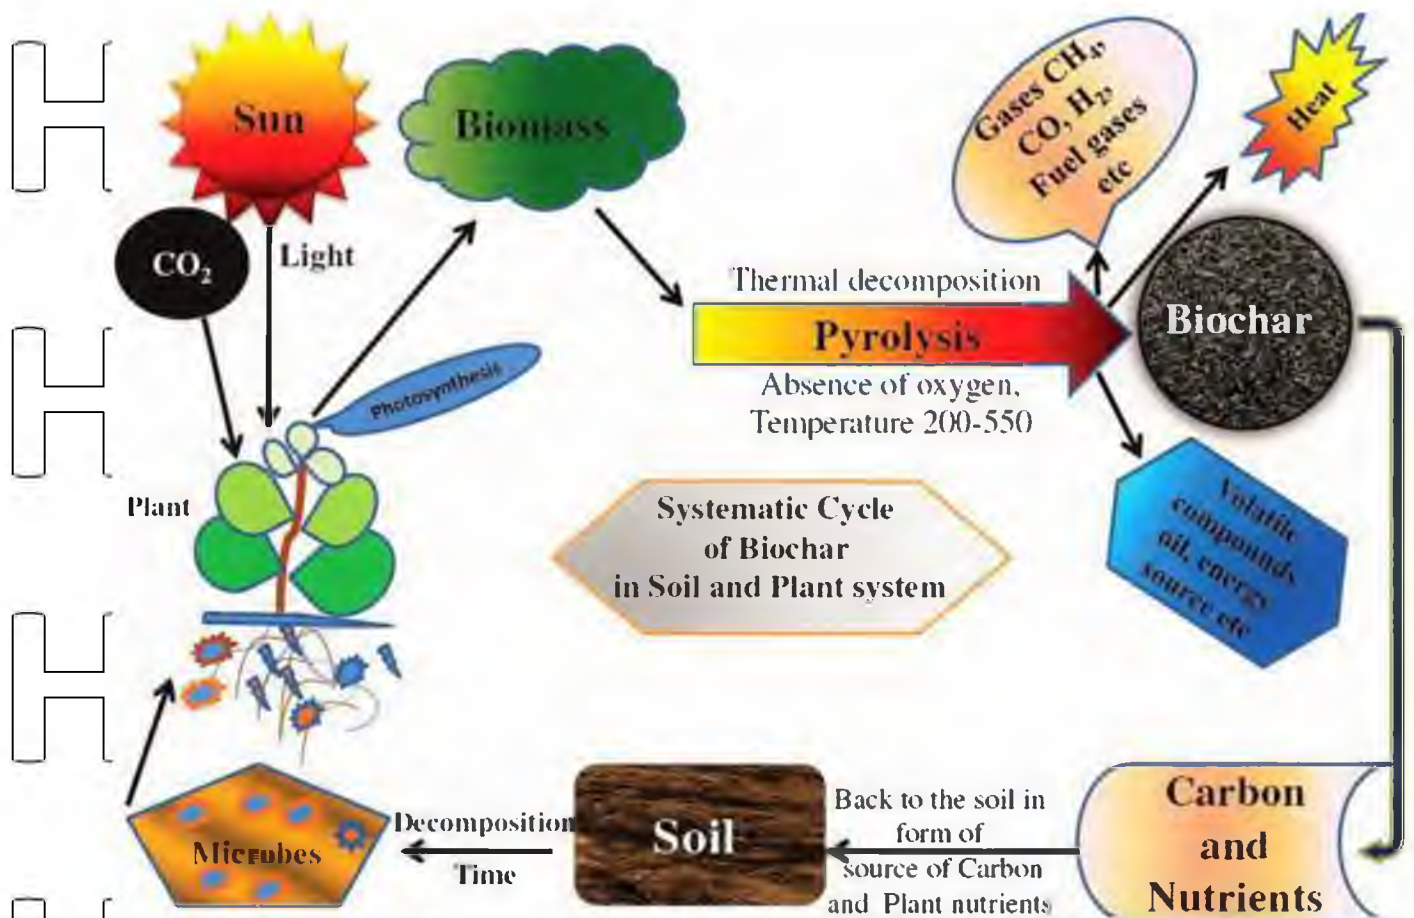 Sun
Biomass
Gases CH₄,
CO, H₂,
Fuel gases
etc
Heat
CO₂
Light
Thermal decomposition
Pyrolysis
Absence of oxygen,
Temperature 200-550
Biochar
Photosynthesis
Plant
Systematic Cycle
of Biochar
in Soil and Plant system
Volatile
compounds
oil, energy
source etc
Microbes
Decomposition
Time
Soil
Back to the soil in
form of
source of Carbon
and Plant nutrients
Carbon
and
Nutrients